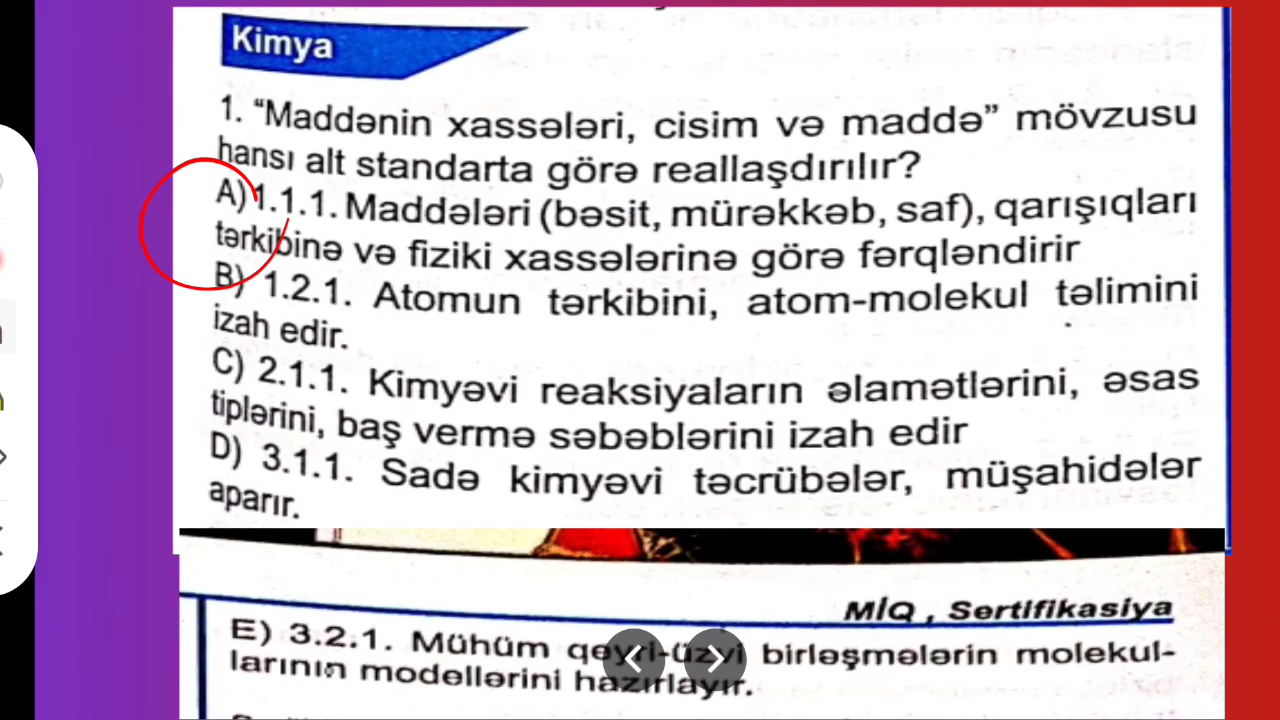 Kimya
1. “Maddənin xassələri, cisim və maddə” mövzusu
hansı alt standarta görə reallaşdırılır?
A) 1.1.1. Maddələri (bəsit, mürəkkəb, saf), qarışıqları
tərkibinə və fiziki xassələrinə görə fərqləndirir
B) 1.2.1. Atomun tərkibini, atom-molekul təlimini
izah edir.
C) 2.1.1. Kimyəvi reaksiyaların əlamətlərini, əsas
tiplərini, baş vermə səbəblərini izah edir
D) 3.1.1. Sadə kimyəvi təcrübələr, müşahidələr
aparır.
MİQ , Sertifikasiya
E) 3.2.1. Mühüm qeyri-üzvi birləşmələrin molekul-
larının modellərini hazırlayır.